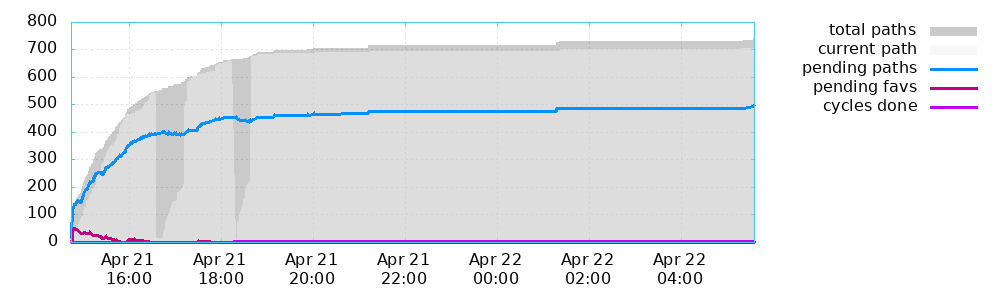 800
700
600
500
400
300
200
100
0
Apr 21 16:00
Apr 21 18:00
Apr 21 20:00
Apr 21 22:00
Apr 22 00:00
Apr 22 02:00
Apr 22 04:00
total paths
current path
pending paths
pending favs
cycles done